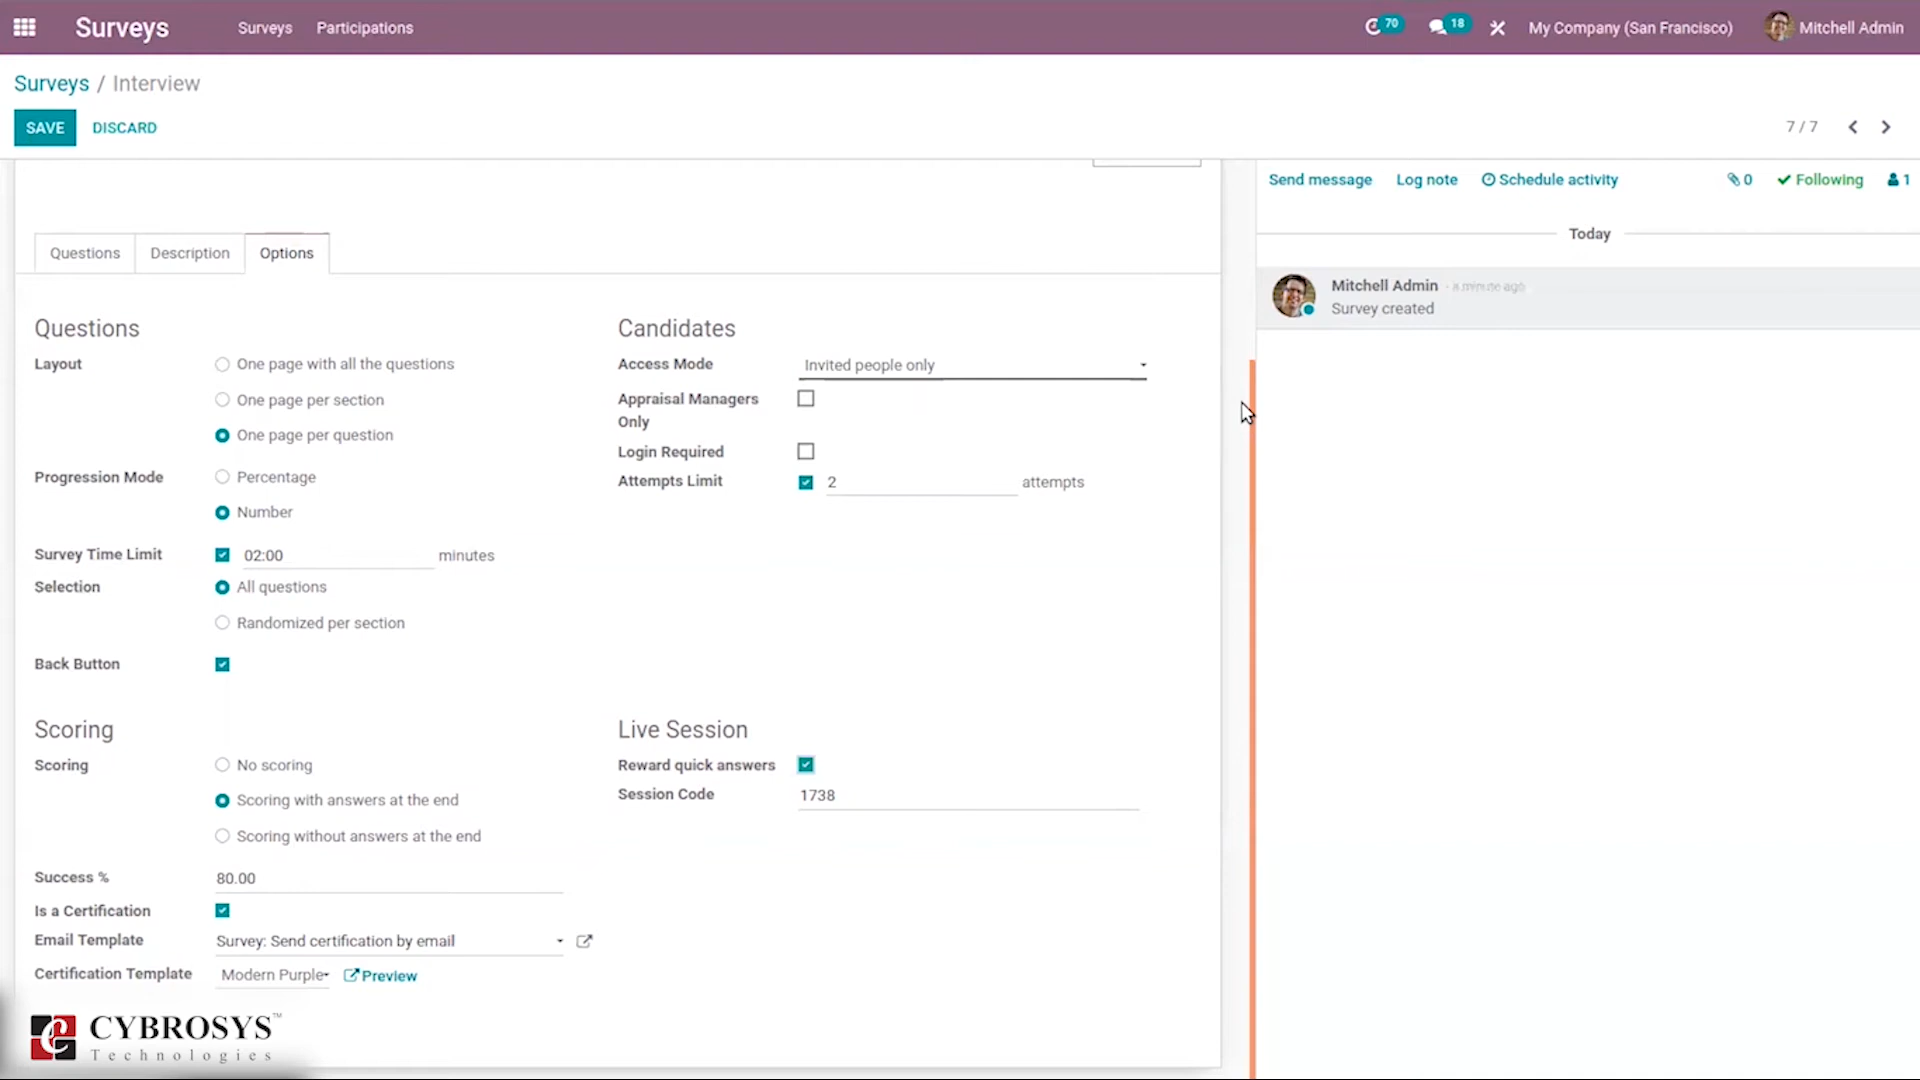 Surveys Surveys Participations 70 18 My Company (San Francisco) Mitchell Admin
Surveys / Interview
SAVE DISCARD 7 / 7
Send message Log note Schedule activity 0 Following 1
Today
Questions Description Options
Mitchell Admin - a minute ago
Survey created
Questions
Layout One page with all the questions
One page per section
One page per question
Progression Mode Percentage
Number
Survey Time Limit 02:00 minutes
Selection All questions
Randomized per section
Back Button
Candidates
Access Mode Invited people only
Appraisal Managers
Only
Login Required
Attempts Limit 2 attempts
Scoring
Scoring No scoring
Scoring with answers at the end
Scoring without answers at the end
Success % 80.00
Is a Certification
Email Template Survey: Send certification by email
Certification Template Modern Purple Preview
Live Session
Reward quick answers
Session Code 1738
CYBROSYS™
Technologies